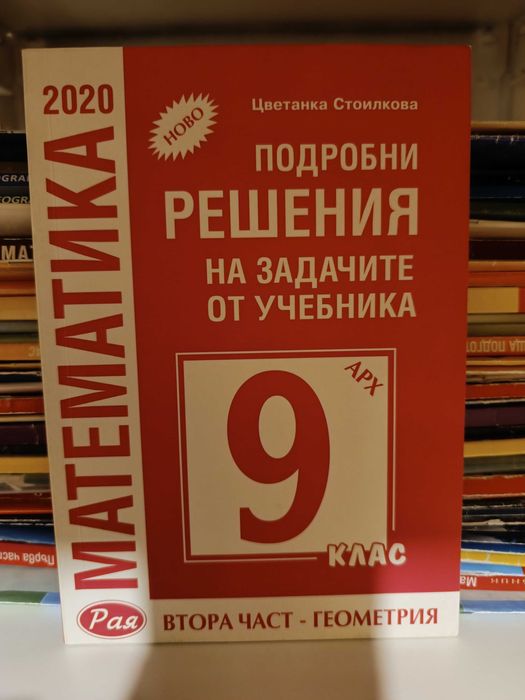 2020
МАТЕМАТИКА
НОВО
Цветанка Стоилкова
ПОДРОБНИ
РЕШЕНИЯ
НА ЗАДАЧИТЕ
ОТ УЧЕБНИКА
АРХ
9
КЛАС
Рая
ВТОРА ЧАСТ - ГЕОМЕТРИЯ